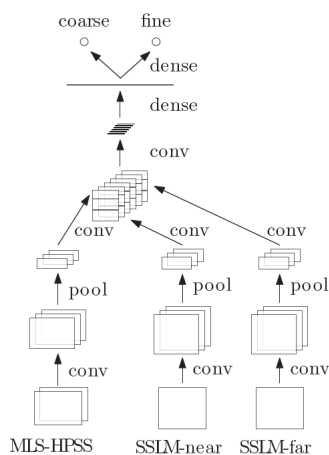 coarse fine
dense
dense
conv
conv conv conv
pool pool pool
conv conv conv
MLS-HPSS SSLM-near SSLM-far